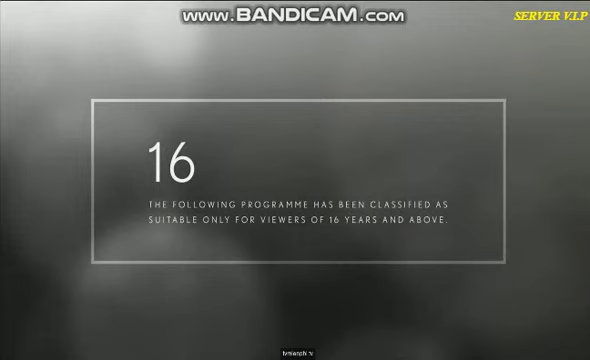 www.BANDICAM.com
SERVER V.I.P
16
THE FOLLOWING PROGRAMME HAS BEEN CLASSIFIED AS
SUITABLE ONLY FOR VIEWERS OF 16 YEARS AND ABOVE.